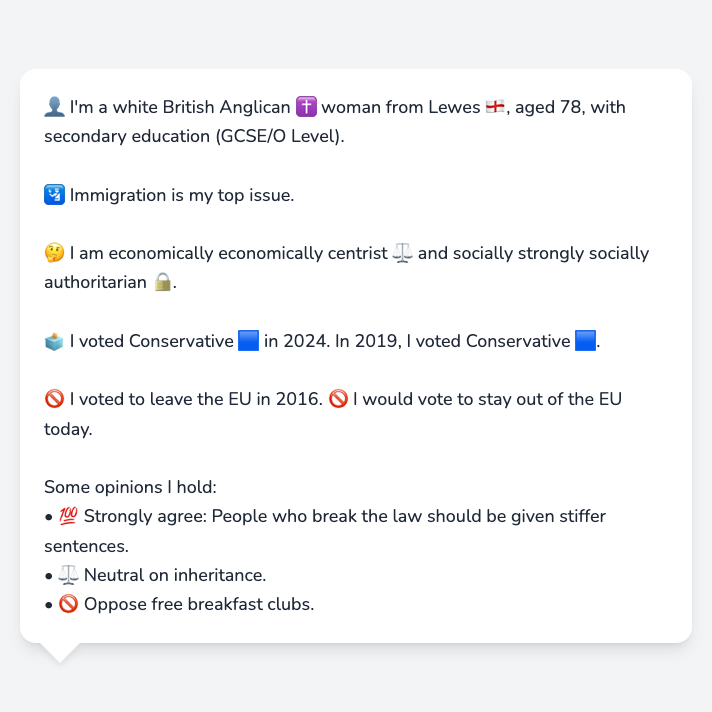 👤 I'm a white British Anglican ✝️ woman from Lewes 🏴󠁧󠁢󠁥󠁮󠁧󠁿, aged 78, with
secondary education (GCSE/O Level).
🛂 Immigration is my top issue.
🤔 I am economically economically centrist ⚖️ and socially strongly socially
authoritarian 🔒.
🗳️ I voted Conservative 🟦 in 2024. In 2019, I voted Conservative 🟦.
🚫 I voted to leave the EU in 2016. 🚫 I would vote to stay out of the EU
today.
Some opinions I hold:
• 💯 Strongly agree: People who break the law should be given stiffer
sentences.
• ⚖️ Neutral on inheritance.
• 🚫 Oppose free breakfast clubs.